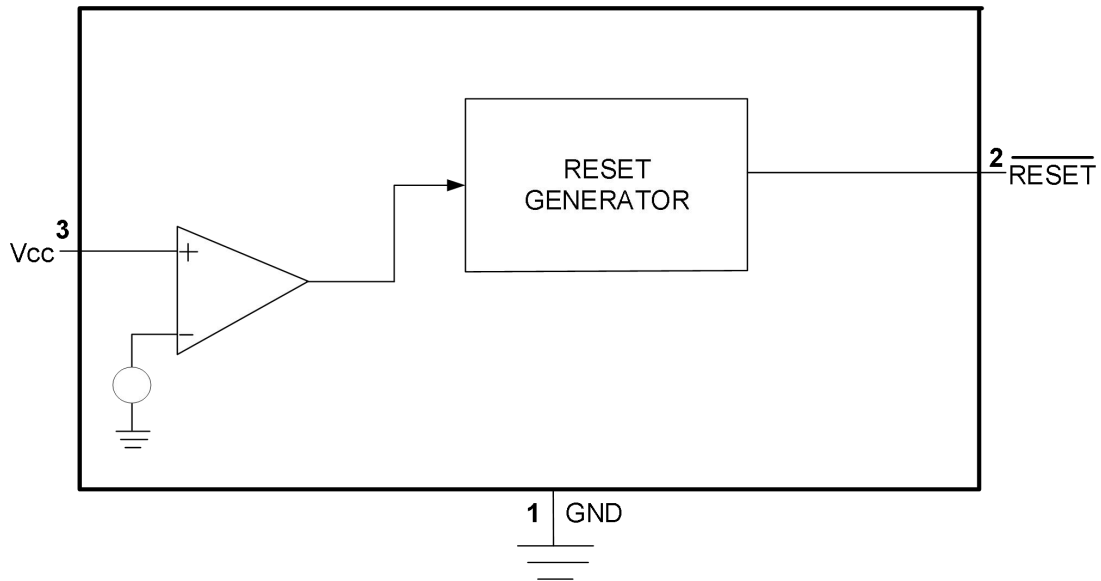 RESET
GENERATOR
2 RESET
3
Vcc
+
−
1 GND